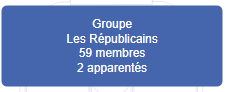 Groupe
Les Républicains
59 membres
2 apparentés